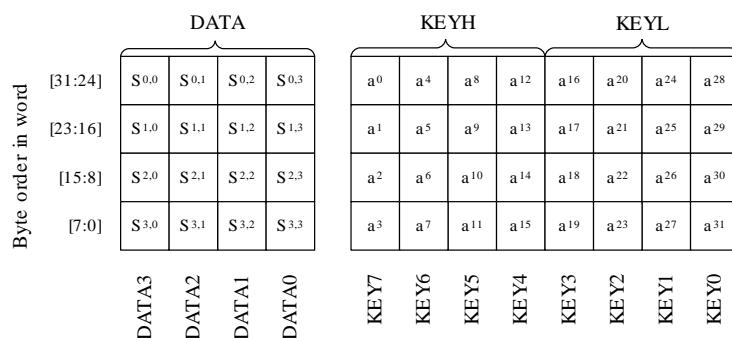 DATA KEYH KEYL
Byte order in word
[31:24] S0,0 S0,1 S0,2 S0,3 a0 a4 a8 a12 a16 a20 a24 a28
[23:16] S1,0 S1,1 S1,2 S1,3 a1 a5 a9 a13 a17 a21 a25 a29
[15:8] S2,0 S2,1 S2,2 S2,3 a2 a6 a10 a14 a18 a22 a26 a30
[7:0] S3,0 S3,1 S3,2 S3,3 a3 a7 a11 a15 a19 a23 a27 a31
DATA3 DATA2 DATA1 DATA0 KEY7 KEY6 KEY5 KEY4 KEY3 KEY2 KEY1 KEY0